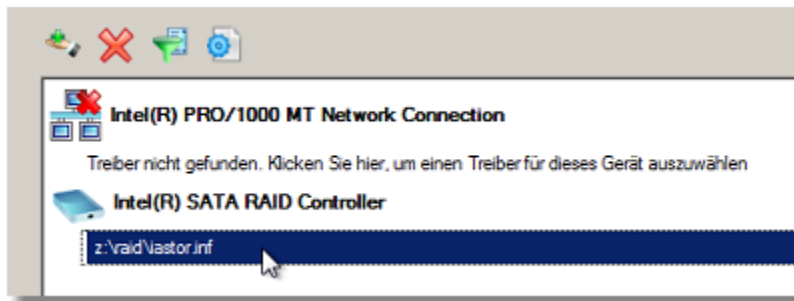 Intel(R) PRO/1000 MT Network Connection
Treiber nicht gefunden. Klicken Sie hier, um einen Treiber für dieses Gerät auszuwählen
Intel(R) SATA RAID Controller
z:\raid\iastor.inf